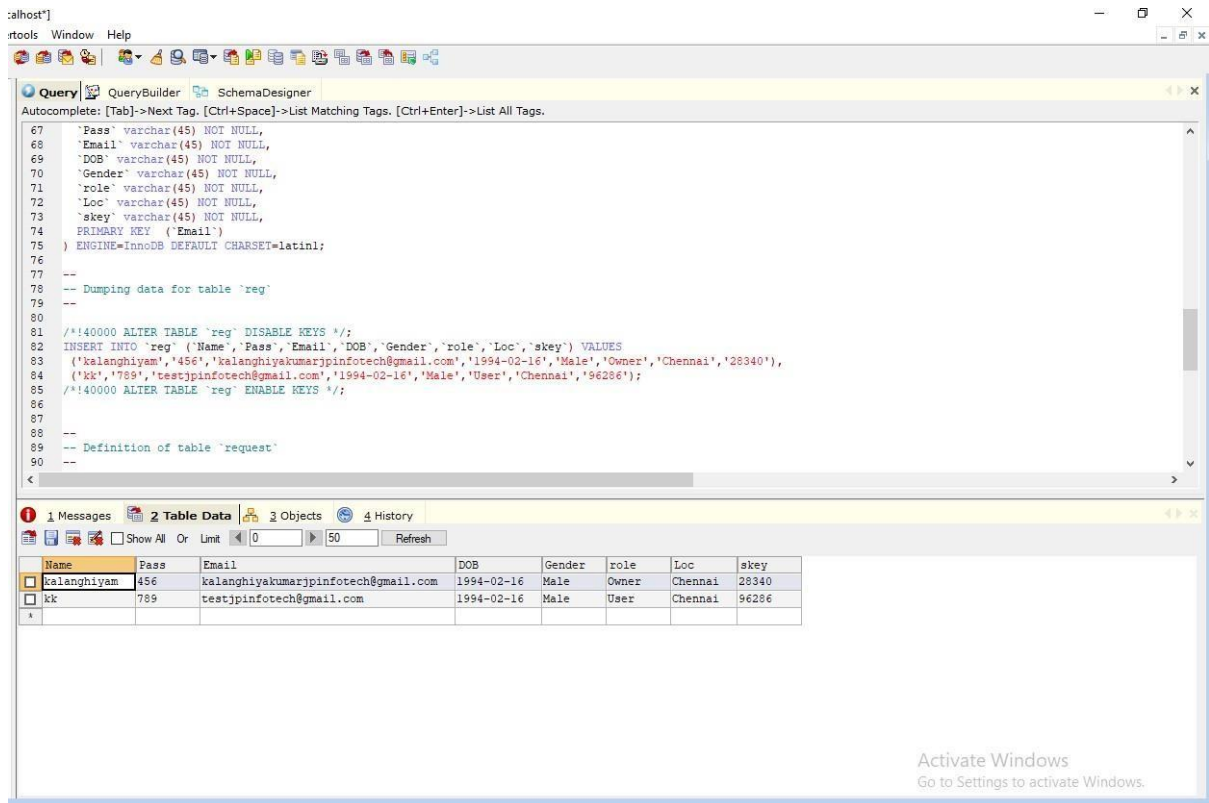 calhost*]
ertools Window Help
Query QueryBuilder SchemaDesigner
Autocomplete: [Tab]->Next Tag. [Ctrl+Space]->List Matching Tags. [Ctrl+Enter]->List All Tags.
67 `Pass` varchar(45) NOT NULL,
68 `Email` varchar(45) NOT NULL,
69 `DOB` varchar(45) NOT NULL,
70 `Gender` varchar(45) NOT NULL,
71 `role` varchar(45) NOT NULL,
72 `Loc` varchar(45) NOT NULL,
73 `skey` varchar(45) NOT NULL,
74 PRIMARY KEY (`Email`)
75 ) ENGINE=InnoDB DEFAULT CHARSET=latin1;
76
77 --
78 -- Dumping data for table `reg`
79 --
80
81 /*!40000 ALTER TABLE `reg` DISABLE KEYS */;
82 INSERT INTO `reg` (`Name`,`Pass`,`Email`,`DOB`,`Gender`,`role`,`Loc`,`skey`) VALUES
83 ('kalanghiyam','456','kalanghiyakumarjpinfotech@gmail.com','1994-02-16','Male','Owner','Chennai','28340'),
84 ('kk','789','testjpinfotech@gmail.com','1994-02-16','Male','User','Chennai','96286');
85 /*!40000 ALTER TABLE `reg` ENABLE KEYS */;
86
87
88 --
89 -- Definition of table `request`
90 --
1 Messages 2 Table Data 3 Objects 4 History
Show All Or Limit 0 50 Refresh
Name Pass Email DOB Gender role Loc skey
kalanghiyam 456 kalanghiyakumarjpinfotech@gmail.com 1994-02-16 Male Owner Chennai 28340
kk 789 testjpinfotech@gmail.com 1994-02-16 Male User Chennai 96286
*
Activate Windows
Go to Settings to activate Windows.